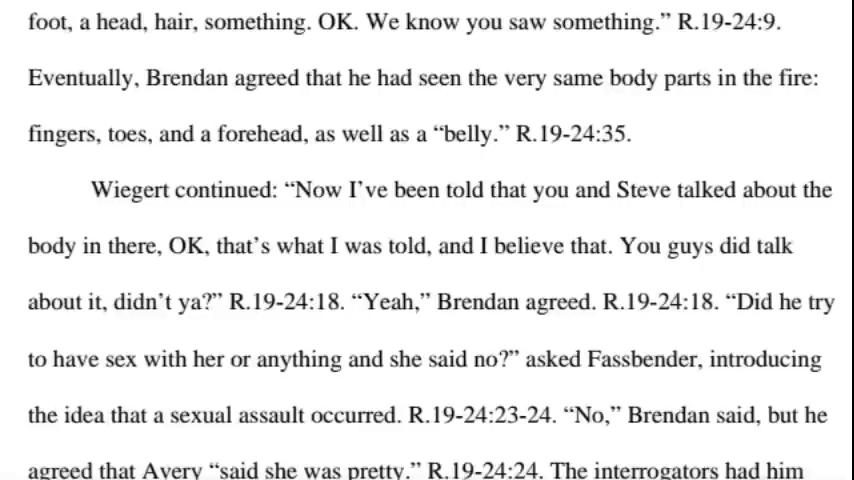 foot, a head, hair, something. OK. We know you saw something.” R.19-24:9.
Eventually, Brendan agreed that he had seen the very same body parts in the fire:
fingers, toes, and a forehead, as well as a “belly.” R.19-24:35.
Wiegert continued: “Now I’ve been told that you and Steve talked about the
body in there, OK, that’s what I was told, and I believe that. You guys did talk
about it, didn’t ya?” R.19-24:18. “Yeah,” Brendan agreed. R.19-24:18. “Did he try
to have sex with her or anything and she said no?” asked Fassbender, introducing
the idea that a sexual assault occurred. R.19-24:23-24. “No,” Brendan said, but he
agreed that Avery “said she was pretty.” R.19-24:24. The interrogators had him